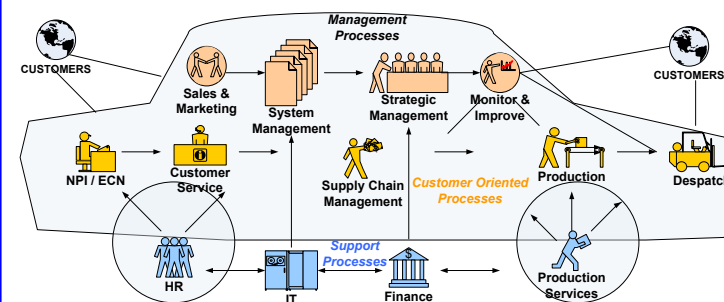 Management
Processes
CUSTOMERS
CUSTOMERS
Sales &
Marketing
System
Management
Strategic
Management
Monitor &
Improve
NPI / ECN
Customer
Service
Supply Chain
Management
Customer Oriented
Processes
Production
Despatc
HR
IT
Support
Processes
$
Finance
Production
Services